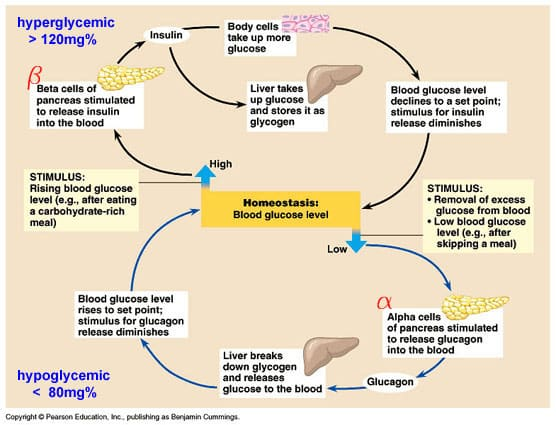 hyperglycemic
> 120mg%
Insulin
Body cells
take up more
glucose
β
Beta cells of
pancreas stimulated
to release insulin
into the blood
Liver takes
up glucose
and stores it as
glycogen
Blood glucose level
declines to a set point;
stimulus for insulin
release diminishes
High
STIMULUS:
Rising blood glucose
level (e.g., after eating
a carbohydrate-rich
meal)
Homeostasis:
Blood glucose level
STIMULUS:
• Removal of excess
glucose from blood
• Low blood glucose
level (e.g., after
skipping a meal)
Low
Blood glucose level
rises to set point;
stimulus for glucagon
release diminishes
α
Alpha cells
of pancreas stimulated
to release glucagon
into the blood
Liver breaks
down glycogen
and releases
glucose to the blood
Glucagon
hypoglycemic
< 80mg%
Copyright © Pearson Education, Inc., publishing as Benjamin Cummings.